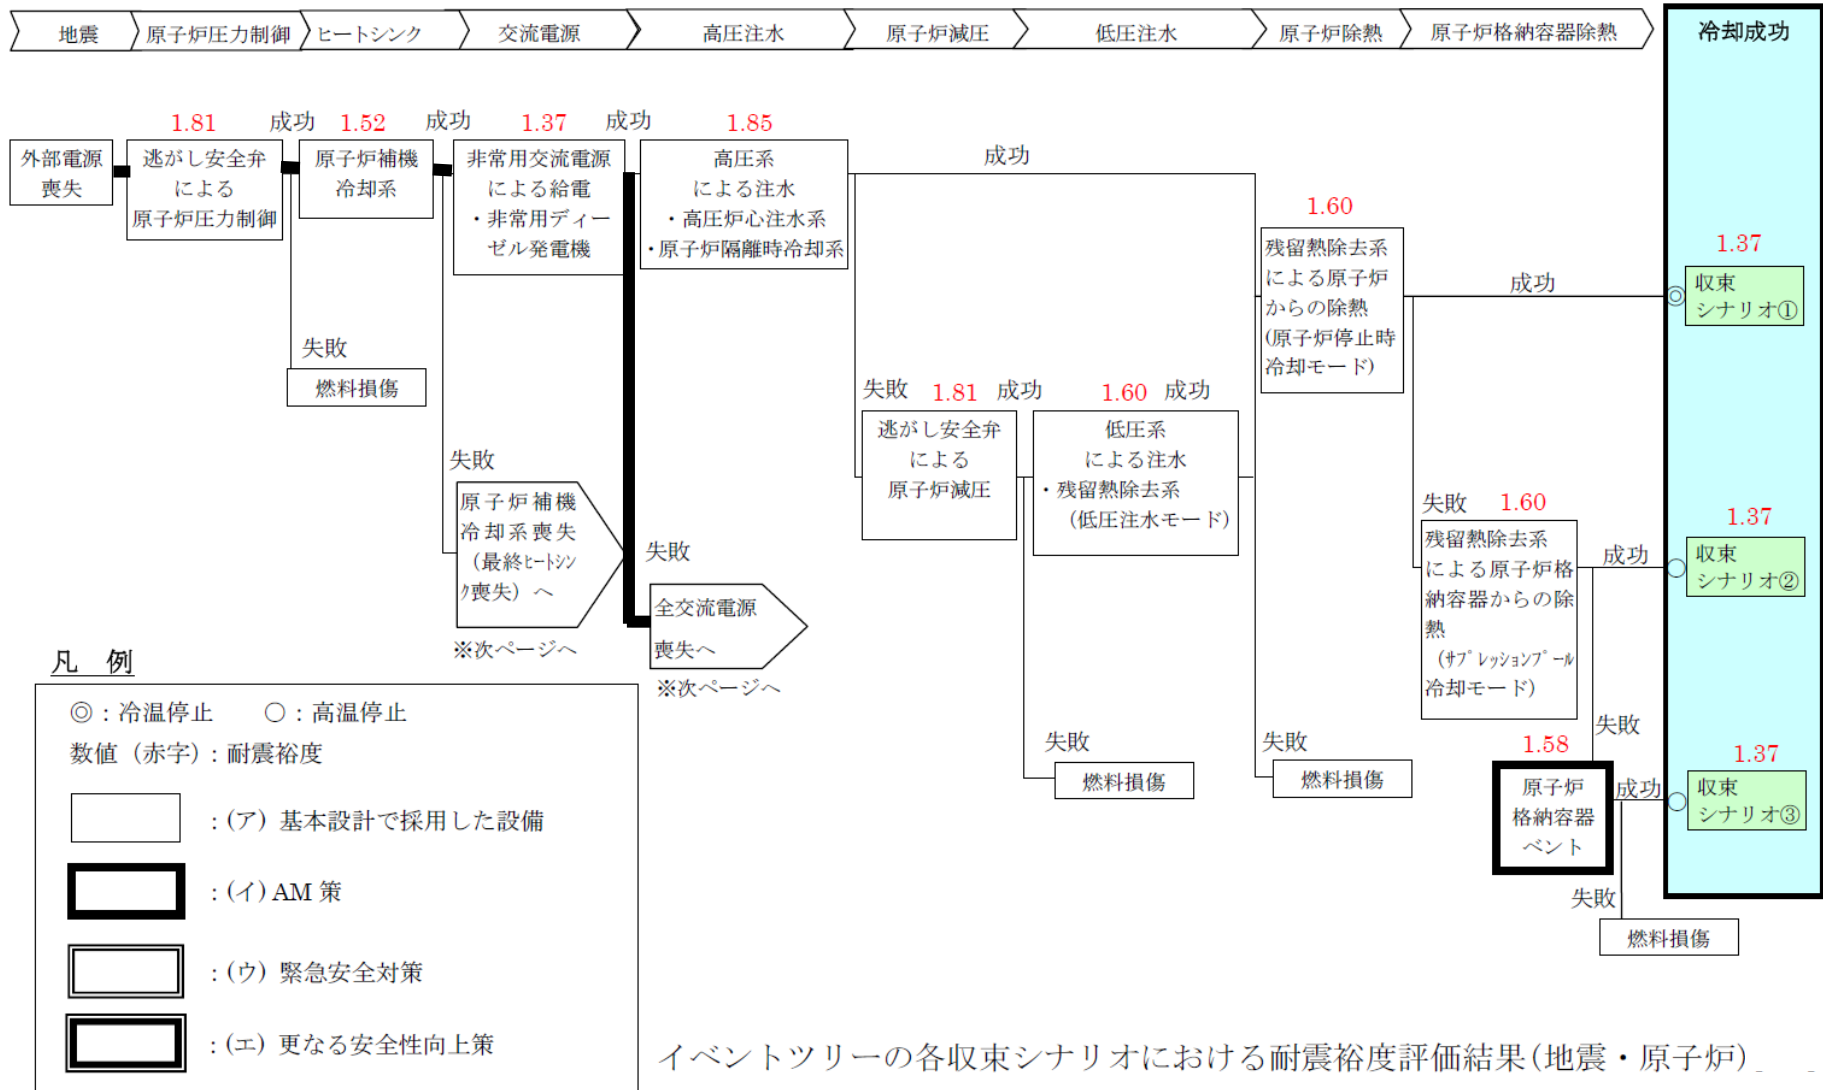 地震
原子炉圧力制御
ヒートシンク
交流電源
高圧注水
原子炉減圧
低圧注水
原子炉除熱
原子炉格納容器除熱
冷却成功
外部電源
喪失
1.81
逃がし安全弁
による
原子炉圧力制御
成功
1.52
原子炉補機
冷却系
成功
1.37
非常用交流電源
による給電
・非常用ディー
ゼル発電機
成功
1.85
高圧系
による注水
・高圧炉心注水系
・原子炉隔離時冷却系
成功
1.60
残留熱除去系
による原子炉
からの除熱
(原子炉停止時
冷却モード)
成功
1.37
収束
シナリオ①
失敗
燃料損傷
失敗
原子炉補機
冷却系喪失
(最終ヒートシン
ク喪失)へ
※次ページへ
失敗
全交流電源
喪失へ
※次ページへ
失敗
1.81
成功
逃がし安全弁
による
原子炉減圧
1.60
成功
低圧系
による注水
・残留熱除去系
(低圧注水モード)
失敗
燃料損傷
失敗
燃料損傷
失敗
1.60
残留熱除去系
による原子炉格
納容器からの除
熱
(サプレッションプール
冷却モード)
成功
1.37
収束
シナリオ②
失敗
1.58
原子炉
格納容器
ベント
成功
1.37
収束
シナリオ③
失敗
燃料損傷
凡 例
◎:冷温停止 ○:高温停止
数値(赤字):耐震裕度
:(ア) 基本設計で採用した設備
:(イ) AM 策
:(ウ) 緊急安全対策
:(エ) 更なる安全性向上策
イベントツリーの各収束シナリオにおける耐震裕度評価結果(地震・原子炉)